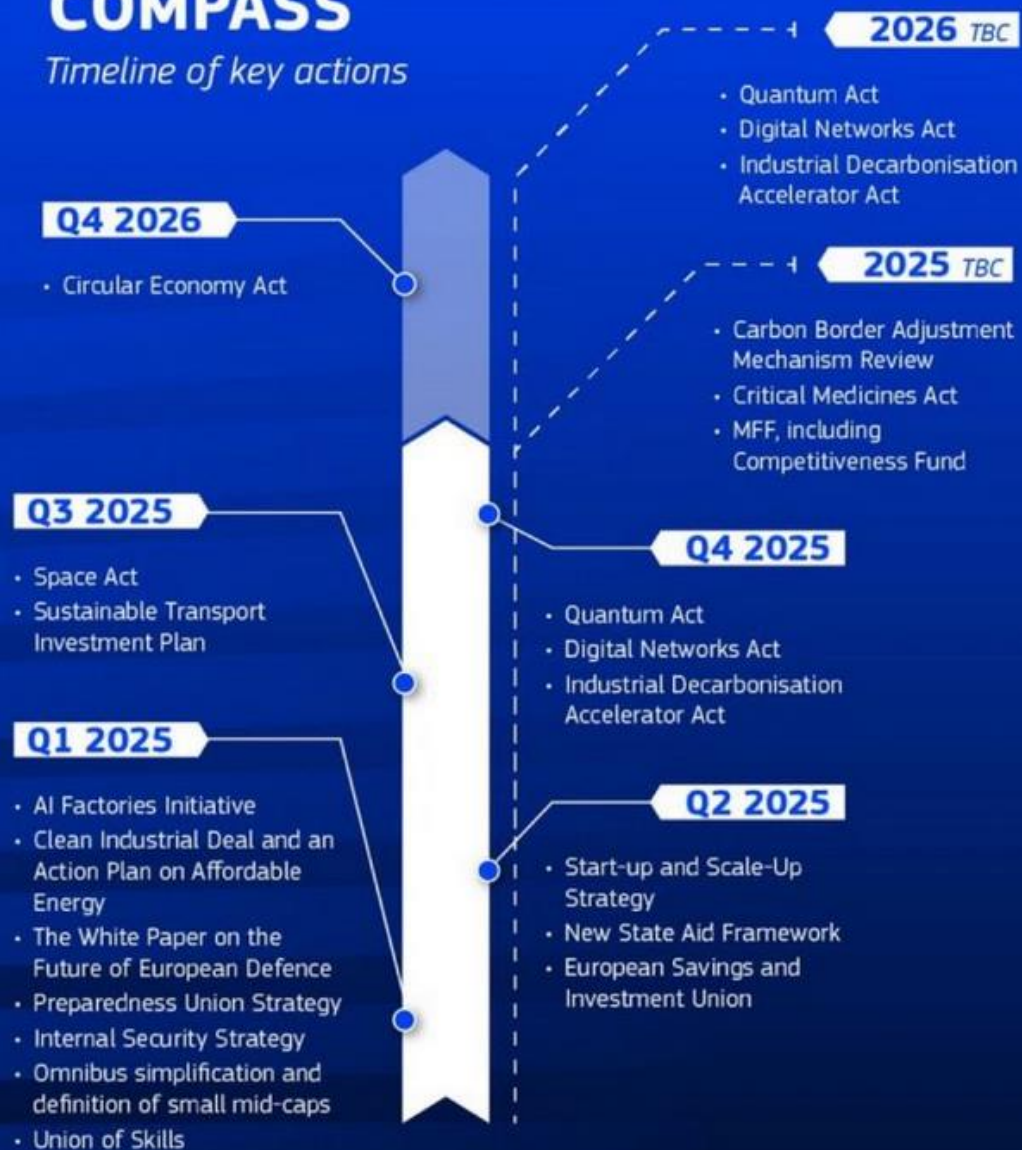 COMPASS
Timeline of key actions
2026 TBC
• Quantum Act
• Digital Networks Act
• Industrial Decarbonisation
Accelerator Act
Q4 2026
• Circular Economy Act
2025 TBC
• Carbon Border Adjustment
Mechanism Review
• Critical Medicines Act
• MFF, including
Competitiveness Fund
Q3 2025
• Space Act
• Sustainable Transport
Investment Plan
Q4 2025
• Quantum Act
• Digital Networks Act
• Industrial Decarbonisation
Accelerator Act
Q1 2025
• AI Factories Initiative
• Clean Industrial Deal and an
Action Plan on Affordable
Energy
• The White Paper on the
Future of European Defence
• Preparedness Union Strategy
• Internal Security Strategy
• Omnibus simplification and
definition of small mid-caps
• Union of Skills
Q2 2025
• Start-up and Scale-Up
Strategy
• New State Aid Framework
• European Savings and
Investment Union